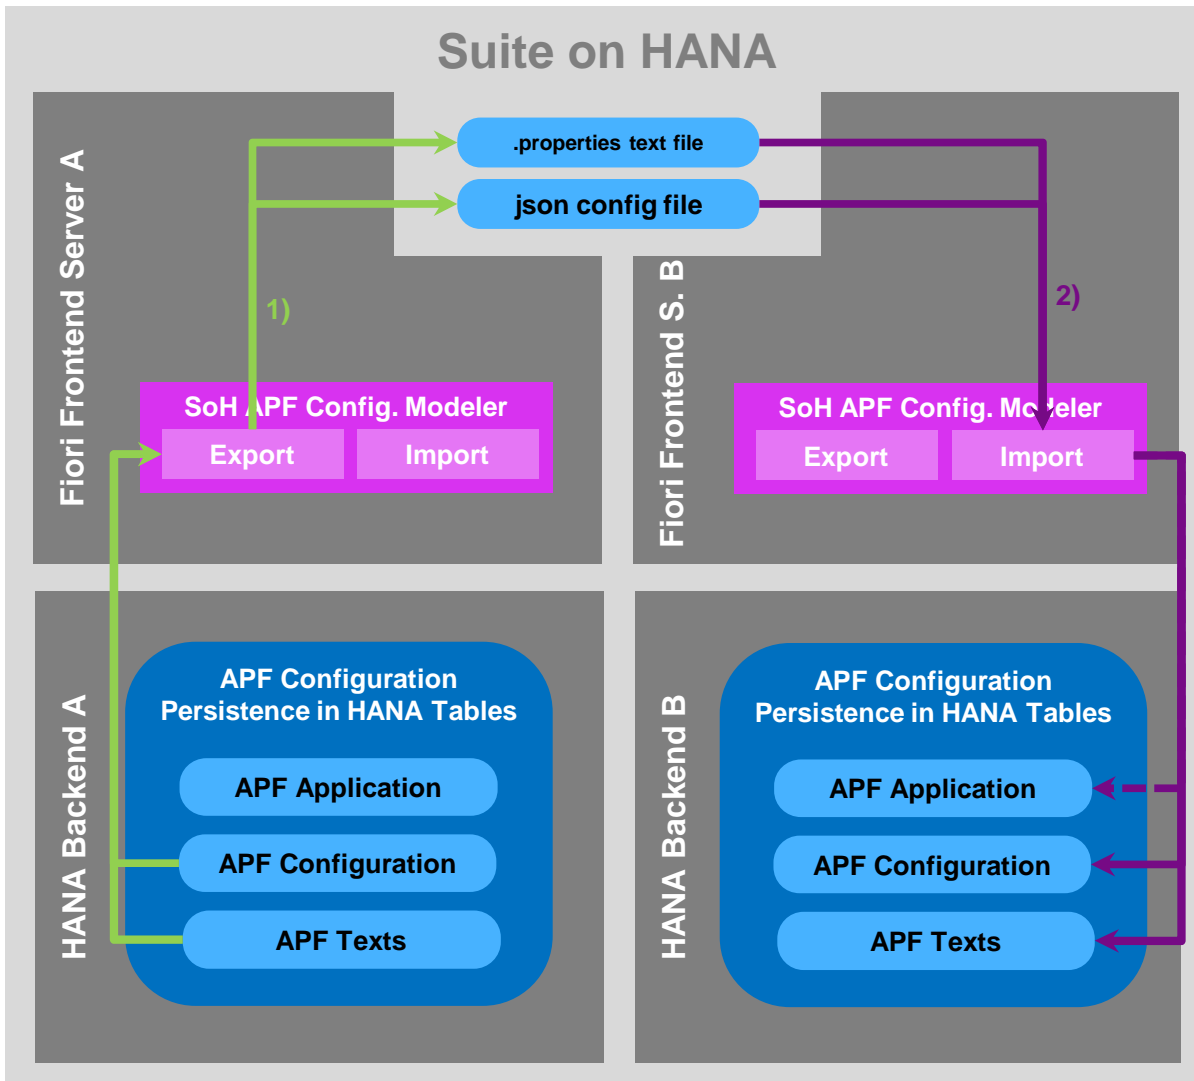 Suite on HANA
Fiori Frontend Server A
.properties text file
json config file
1)
SoH APF Config. Modeler
Export
Import
Fiori Frontend S. B
2)
SoH APF Config. Modeler
Export
Import
HANA Backend A
APF Configuration
Persistence in HANA Tables
APF Application
APF Configuration
APF Texts
HANA Backend B
APF Configuration
Persistence in HANA Tables
APF Application
APF Configuration
APF Texts